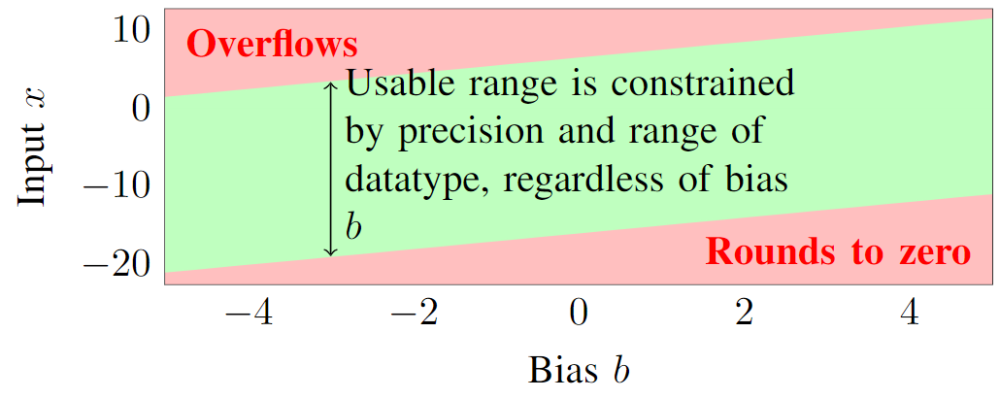 10
0
−10
−20
Input x
Overflows
Usable range is constrained
by precision and range of
datatype, regardless of bias
b
Rounds to zero
−4 −2 0 2 4
Bias b